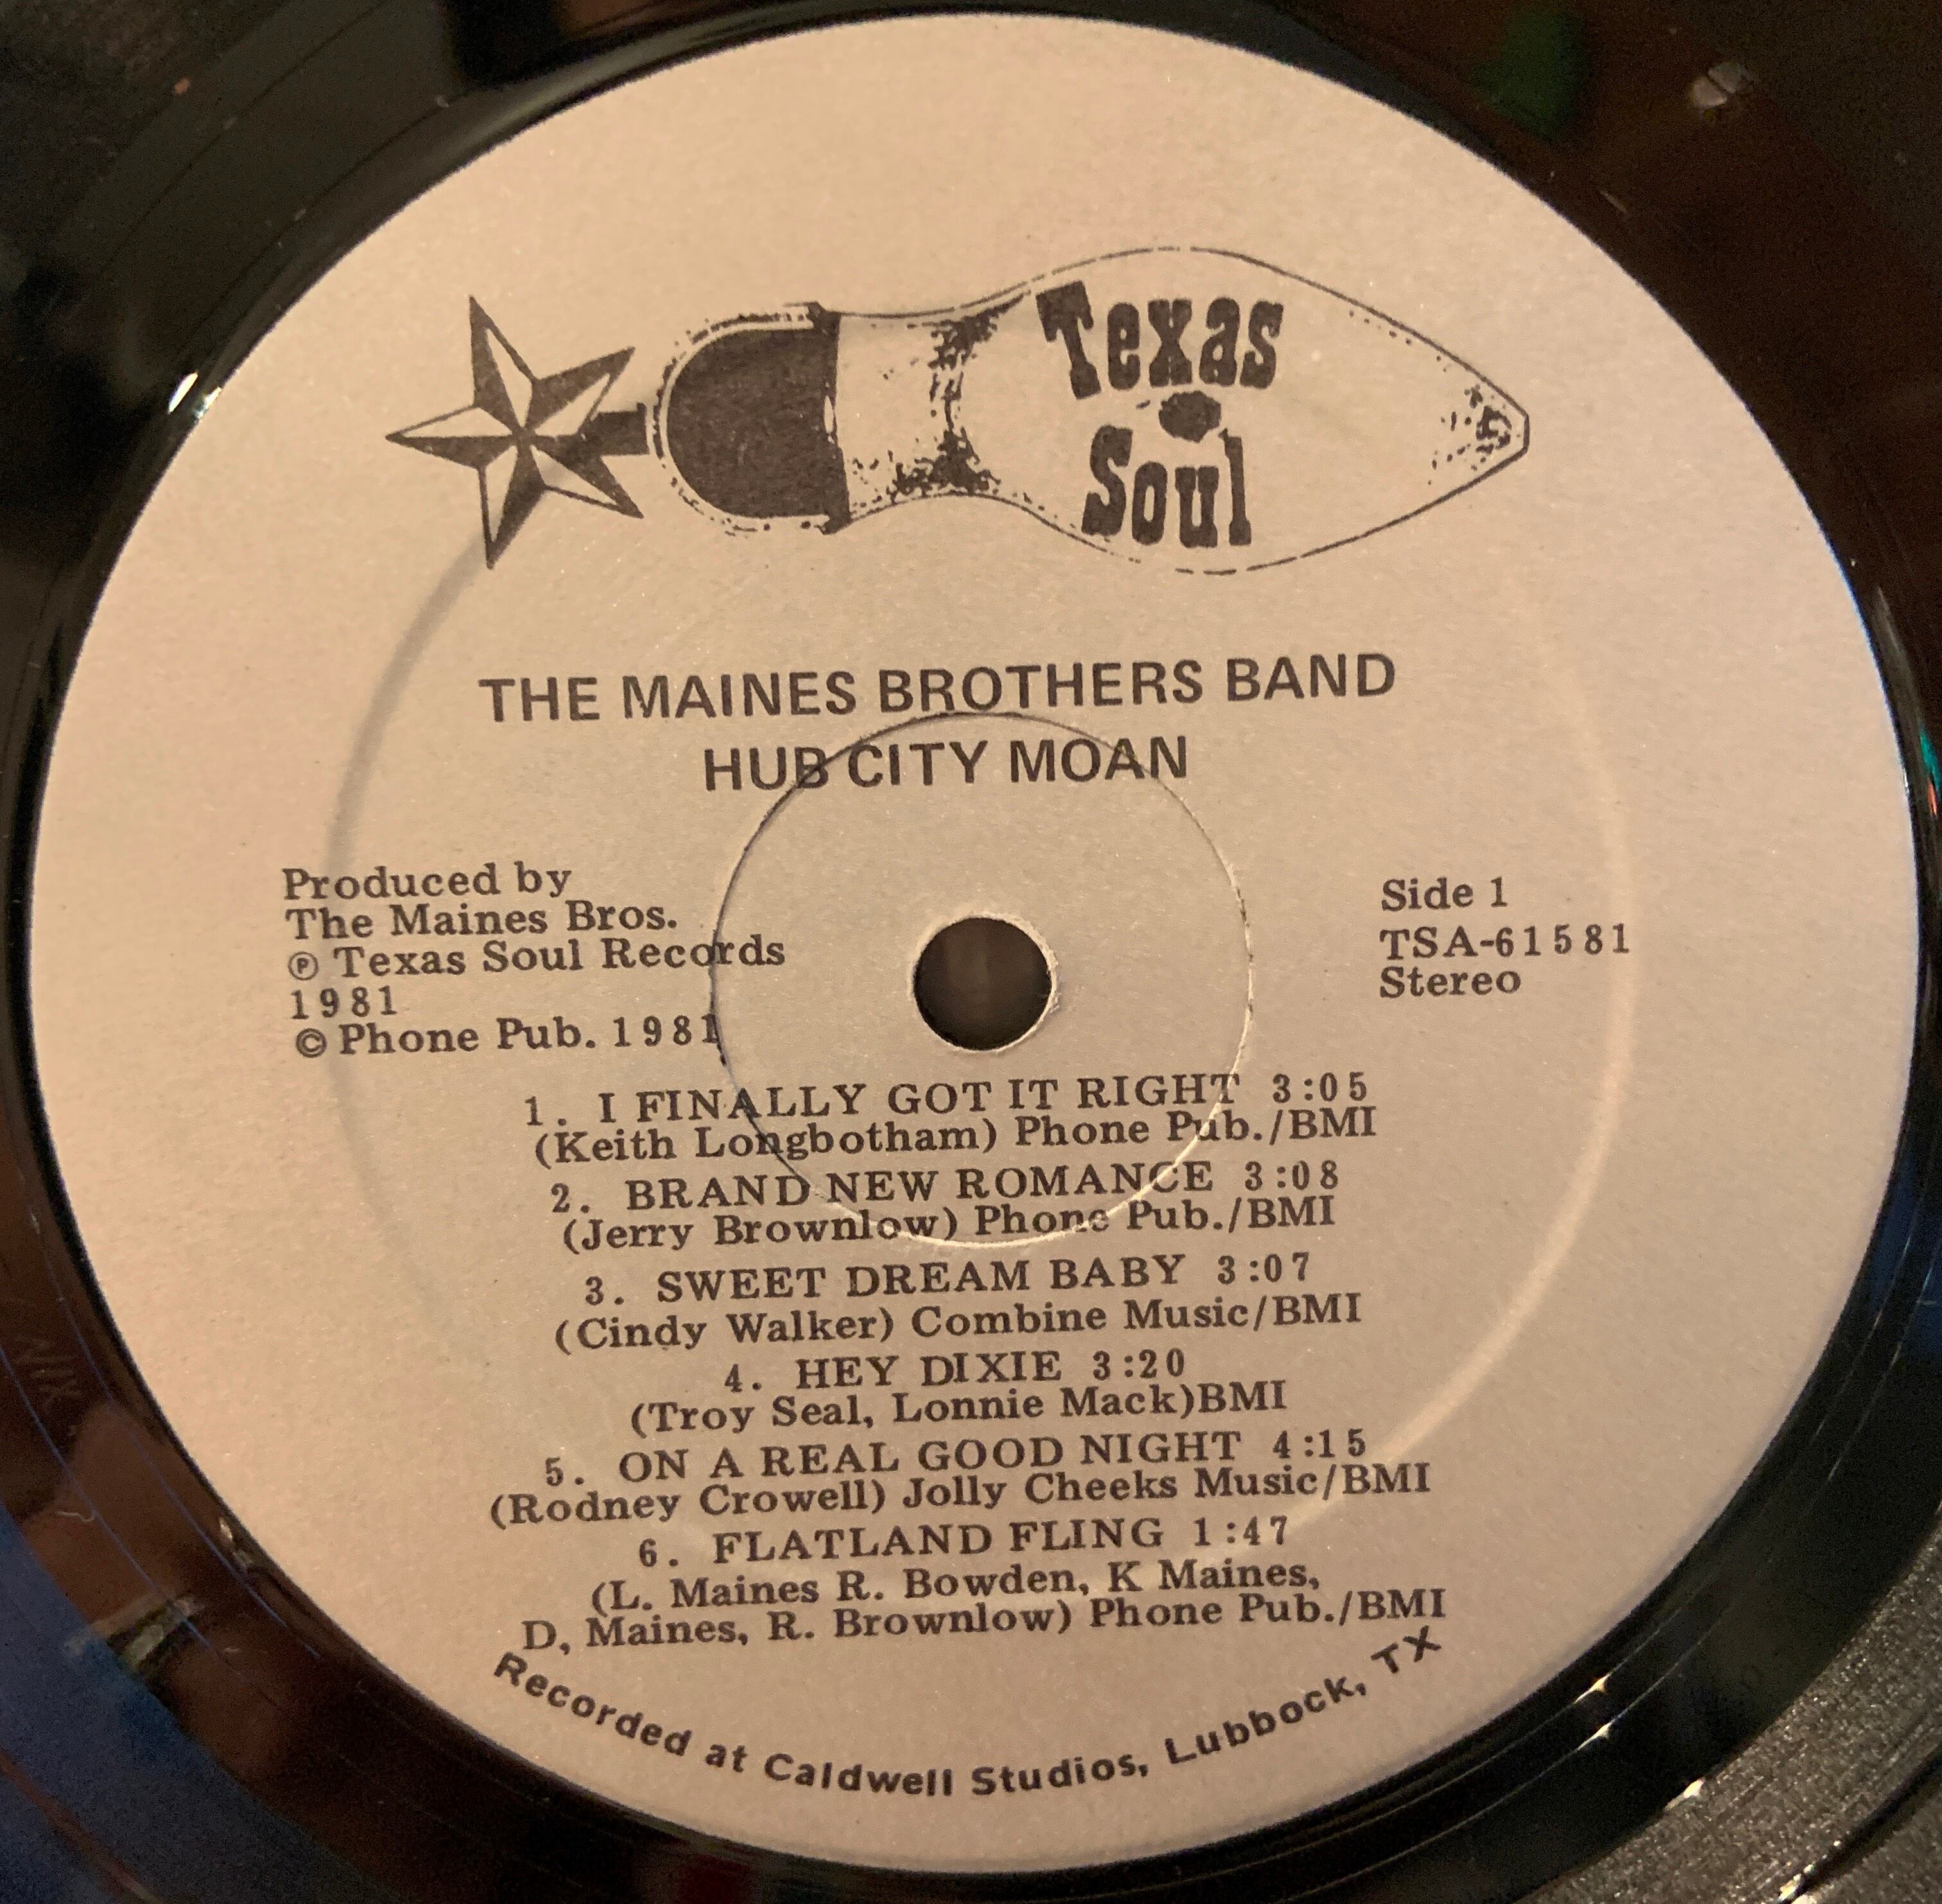 Texas
Soul
THE MAINES BROTHERS BAND
HUB CITY MOAN
Produced by
The Maines Bros.
℗ Texas Soul Records
1981
© Phone Pub. 1981
Side 1
TSA-61581
Stereo
1. I FINALLY GOT IT RIGHT 3:05
(Keith Longbotham) Phone Pub./BMI
2. BRAND NEW ROMANCE 3:08
(Jerry Brownlow) Phone Pub./BMI
3. SWEET DREAM BABY 3:07
(Cindy Walker) Combine Music/BMI
4. HEY DIXIE 3:20
(Troy Seal, Lonnie Mack)BMI
5. ON A REAL GOOD NIGHT 4:15
(Rodney Crowell) Jolly Cheeks Music/BMI
6. FLATLAND FLING 1:47
(L. Maines R. Bowden, K Maines,
D, Maines, R. Brownlow) Phone Pub./BMI
Recorded at Caldwell Studios, Lubbock, TX